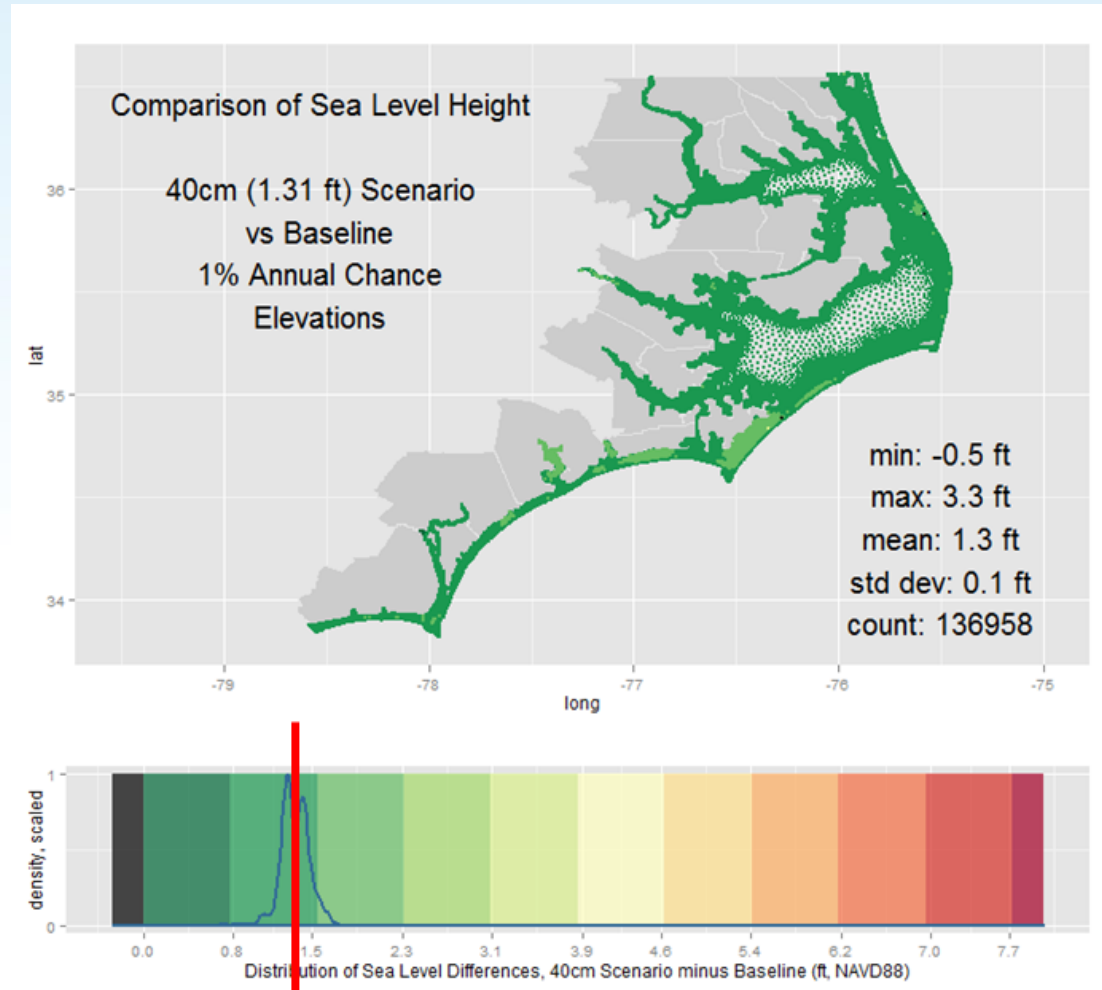 Comparison of Sea Level Height
40cm (1.31 ft) Scenario
vs Baseline
1% Annual Chance
Elevations
min: -0.5 ft
max: 3.3 ft
mean: 1.3 ft
std dev: 0.1 ft
count: 136958
lat
36
35
34
-79
-78
-77
-76
-75
long
density, scaled
1
0
0.0
0.8
1.5
2.3
3.1
3.9
4.6
5.4
6.2
7.0
7.7
Distribution of Sea Level Differences, 40cm Scenario minus Baseline (ft, NAVD88)